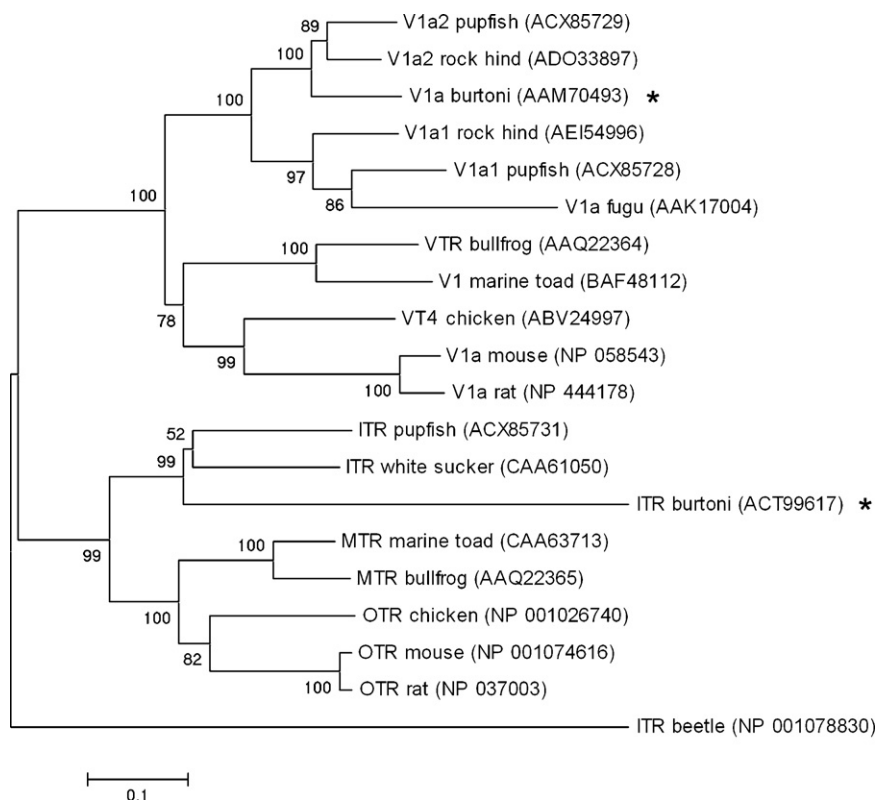 89
V1a2 pupfish (ACX85729)
100
V1a2 rock hind (ADO33897)
100
V1a burtoni (AAM70493) *
V1a1 rock hind (AEI54996)
97
V1a1 pupfish (ACX85728)
86
V1a fugu (AAK17004)
100
100
VTR bullfrog (AAQ22364)
V1 marine toad (BAF48112)
78
VT4 chicken (ABV24997)
99
V1a mouse (NP 058543)
100
V1a rat (NP 444178)
52
ITR pupfish (ACX85731)
99
ITR white sucker (CAA61050)
ITR burtoni (ACT99617) *
99
100
MTR marine toad (CAA63713)
MTR bullfrog (AAQ22365)
100
OTR chicken (NP 001026740)
82
OTR mouse (NP 001074616)
100
OTR rat (NP 037003)
ITR beetle (NP 001078830)
0.1